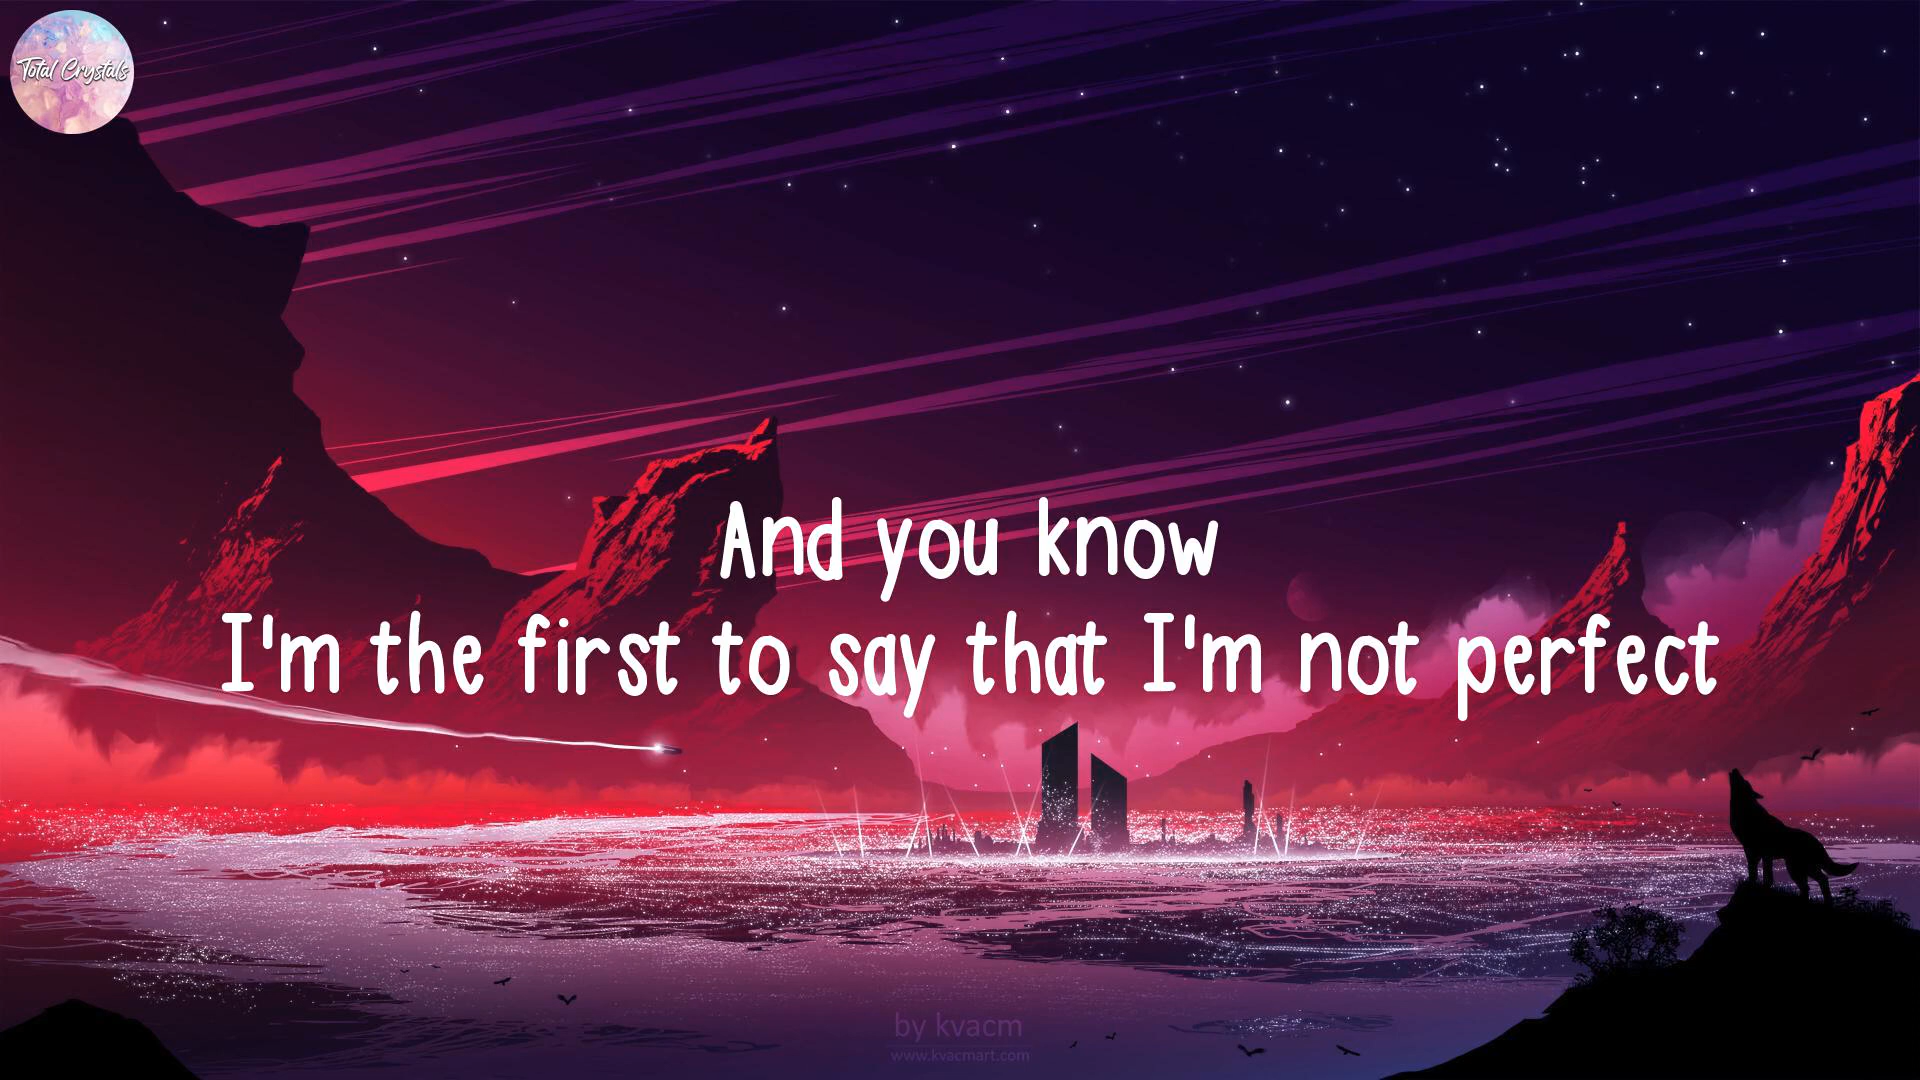 Total Crystals
And you know
I'm the first to say that I'm not perfect
by kvacm
www.kvacmart.com